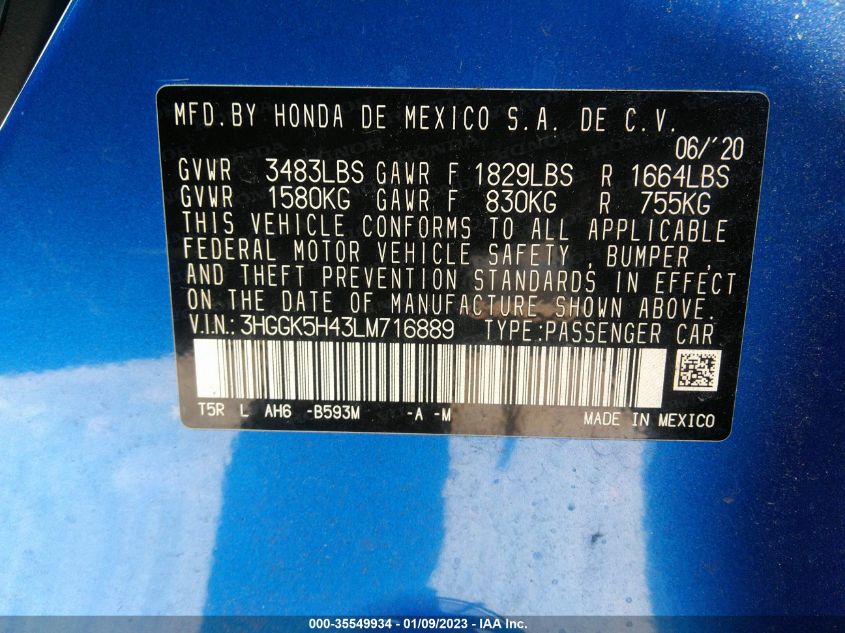 MFD.BY HONDA DE MEXICO S.A. DE C.V.
06/'20
GVWR 3483LBS GAWR F 1829LBS R 1664LBS
GVWR 1580KG GAWR F 830KG R 755KG
THIS VEHICLE CONFORMS TO ALL APPLICABLE
FEDERAL MOTOR VEHICLE SAFETY, BUMPER,
AND THEFT PREVENTION STANDARDS IN EFFECT
ON THE DATE OF MANUFACTURE SHOWN ABOVE.
V.I.N.: 3HGGK5H43LM716889 TYPE:PASSENGER CAR
T5R L AH6 -B593M -A -M MADE IN MEXICO
000-35549934 - 01/09/2023 - IAA Inc.